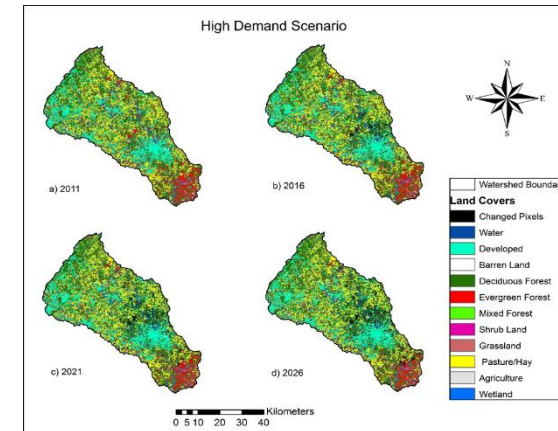 High Demand Scenario
N
W E
S
a) 2011
b) 2016
c) 2021
d) 2026
Watershed Bounda
Land Covers
Changed Pixels
Water
Developed
Barren Land
Deciduous Forest
Evergreen Forest
Mixed Forest
Shrub Land
Grassland
Pasture/Hay
Agriculture
Wetland
Kilometers
0 5 10 20 30 40